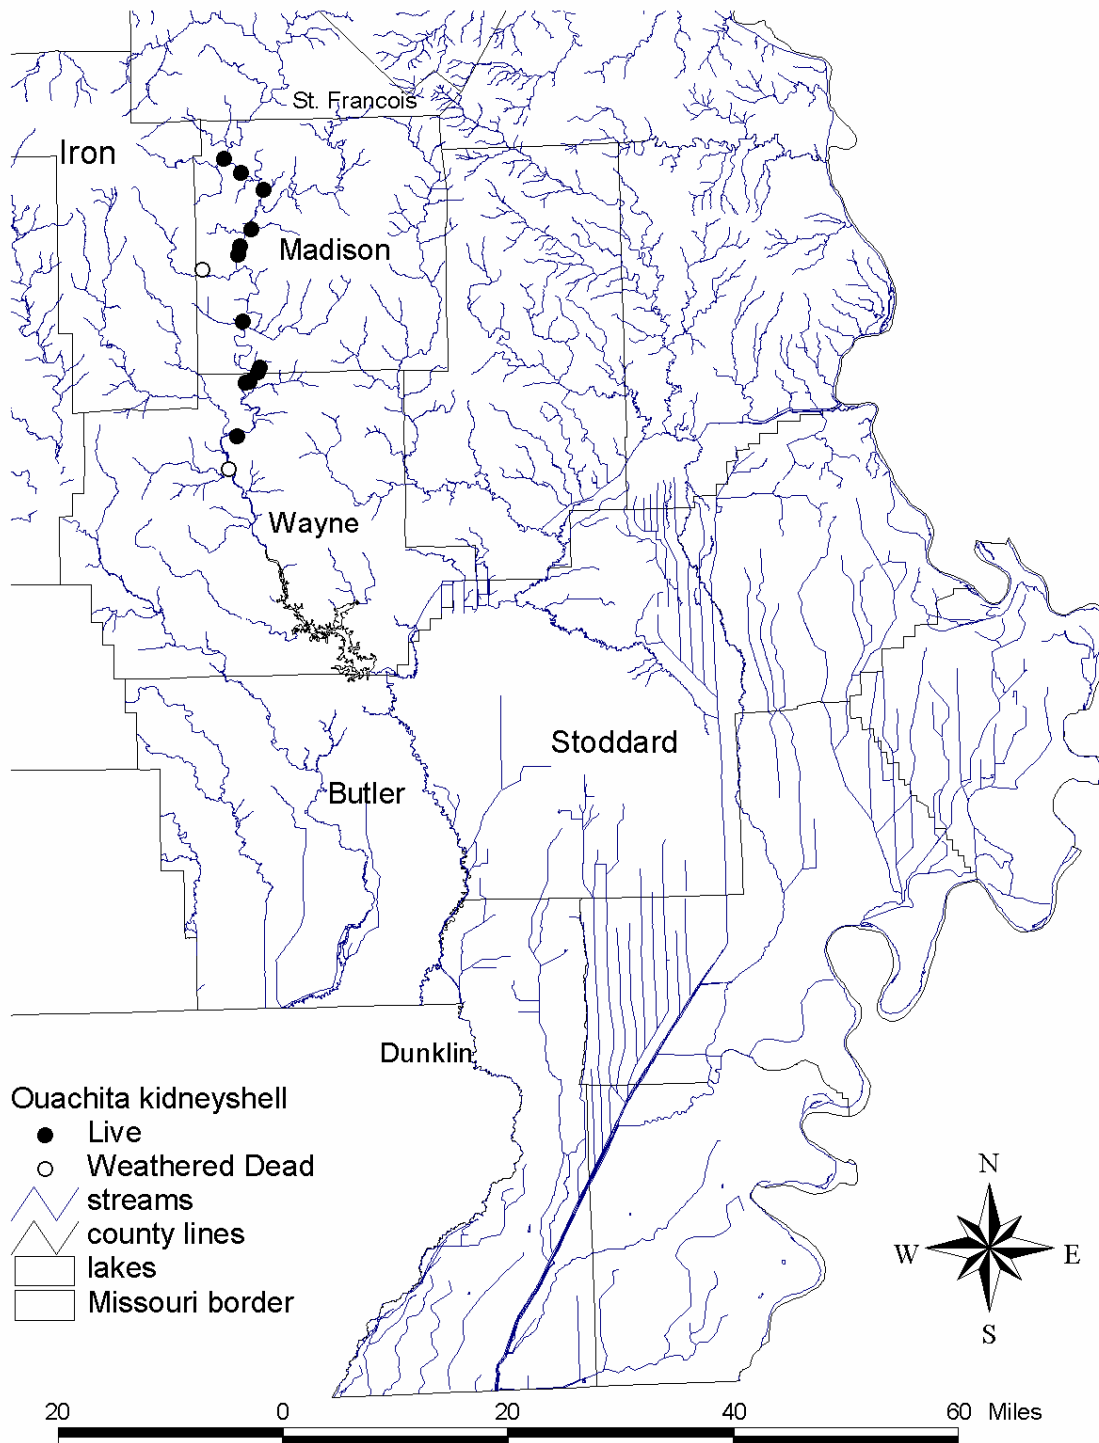 St. Francois
Iron
Madison
Wayne
Stoddard
Butler
Dunklin
Ouachita kidneyshell
Live
Weathered Dead
streams
county lines
lakes
Missouri border
N
W E
S
20 0 20 40 60 Miles